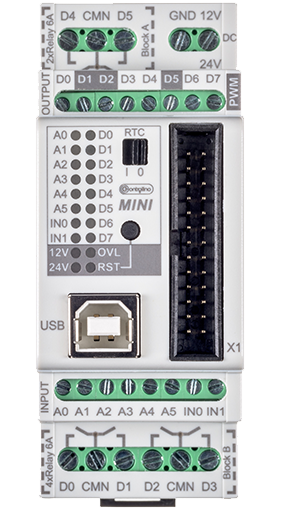 2xRelay 6A D4 CMN D5 Block A GND 12V DC
24V
OUTPUT D0 D1 D2 D3 D4 D5 D6 D7 PWM
A0 D0 RTC
A1 D1
A2 D2 I 0
A3 D3 Controllino
A4 D4 MINI
A5 D5
IN0 D6
IN1 D7
12V OVL
24V RST
USB
X1
INPUT A0 A1 A2 A3 A4 A5 IN0 IN1
4xRelay 6A D0 CMN D1 D2 CMN D3 Block B